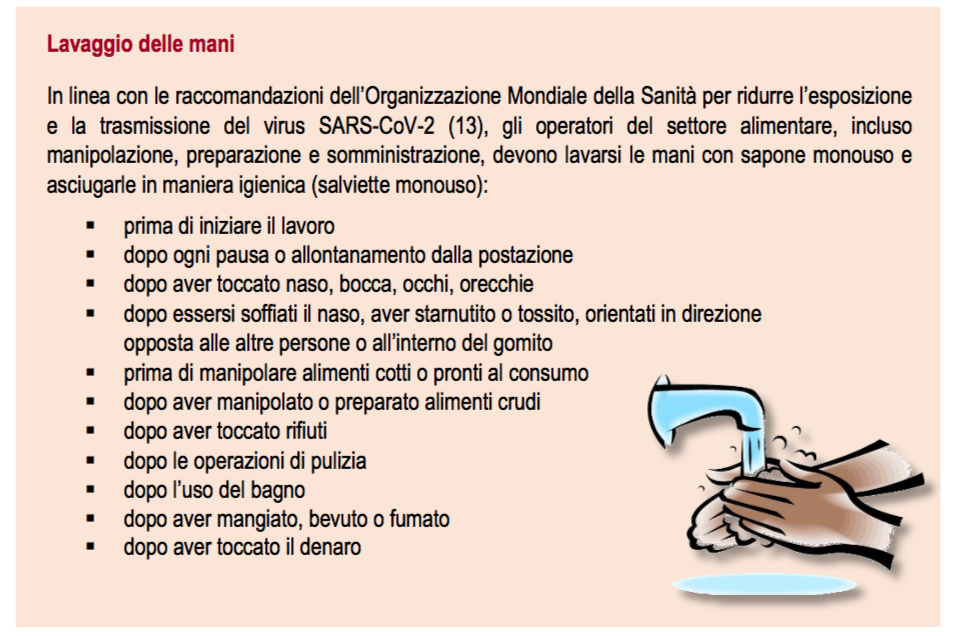 Lavaggio delle mani
In linea con le raccomandazioni dell'Organizzazione Mondiale della Sanità per ridurre l'esposizione
e la trasmissione del virus SARS-CoV-2 (13), gli operatori del settore alimentare, incluso
manipolazione, preparazione e somministrazione, devono lavarsi le mani con sapone monouso e
asciugarle in maniera igienica (salviette monouso):
▪ prima di iniziare il lavoro
▪ dopo ogni pausa o allontanamento dalla postazione
▪ dopo aver toccato naso, bocca, occhi, orecchie
▪ dopo essersi soffiati il naso, aver starnutito o tossito, orientati in direzione
opposta alle altre persone o all'interno del gomito
▪ prima di manipolare alimenti cotti o pronti al consumo
▪ dopo aver manipolato o preparato alimenti crudi
▪ dopo aver toccato rifiuti
▪ dopo le operazioni di pulizia
▪ dopo l'uso del bagno
▪ dopo aver mangiato, bevuto o fumato
▪ dopo aver toccato il denaro